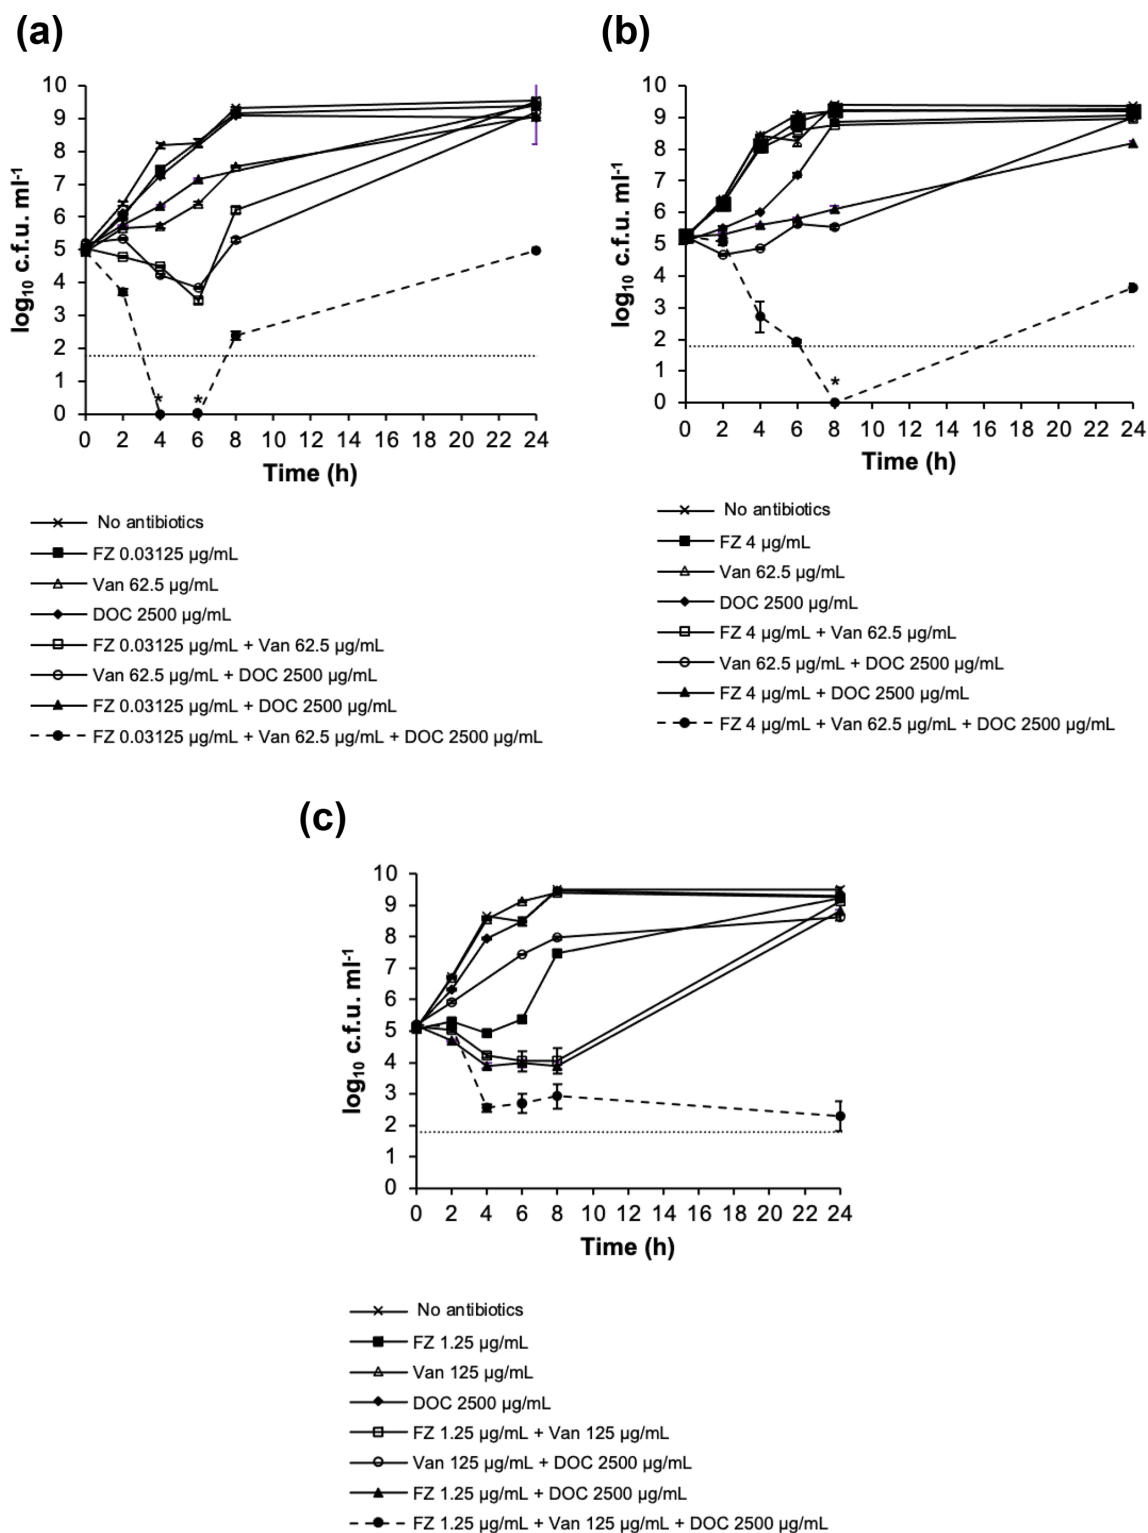 (a)
10
9
8
7
6
5
4
3
2
1
0
log10 c.f.u. ml-1
* *
0 2 4 6 8 10 12 14 16 18 20 22 24
Time (h)
No antibiotics
FZ 0.03125 µg/mL
Van 62.5 µg/mL
DOC 2500 µg/mL
FZ 0.03125 µg/mL + Van 62.5 µg/mL
Van 62.5 µg/mL + DOC 2500 µg/mL
FZ 0.03125 µg/mL + DOC 2500 µg/mL
FZ 0.03125 µg/mL + Van 62.5 µg/mL + DOC 2500 µg/mL
(b)
10
9
8
7
6
5
4
3
2
1
0
log10 c.f.u. ml-1
*
0 2 4 6 8 10 12 14 16 18 20 22 24
Time (h)
No antibiotics
FZ 4 µg/mL
Van 62.5 µg/mL
DOC 2500 µg/mL
FZ 4 µg/mL + Van 62.5 µg/mL
Van 62.5 µg/mL + DOC 2500 µg/mL
FZ 4 µg/mL + DOC 2500 µg/mL
FZ 4 µg/mL + Van 62.5 µg/mL + DOC 2500 µg/mL
(c)
10
9
8
7
6
5
4
3
2
1
0
log10 c.f.u. ml-1
0 2 4 6 8 10 12 14 16 18 20 22 24
Time (h)
No antibiotics
FZ 1.25 µg/mL
Van 125 µg/mL
DOC 2500 µg/mL
FZ 1.25 µg/mL + Van 125 µg/mL
Van 125 µg/mL + DOC 2500 µg/mL
FZ 1.25 µg/mL + DOC 2500 µg/mL
FZ 1.25 µg/mL + Van 125 µg/mL + DOC 2500 µg/mL